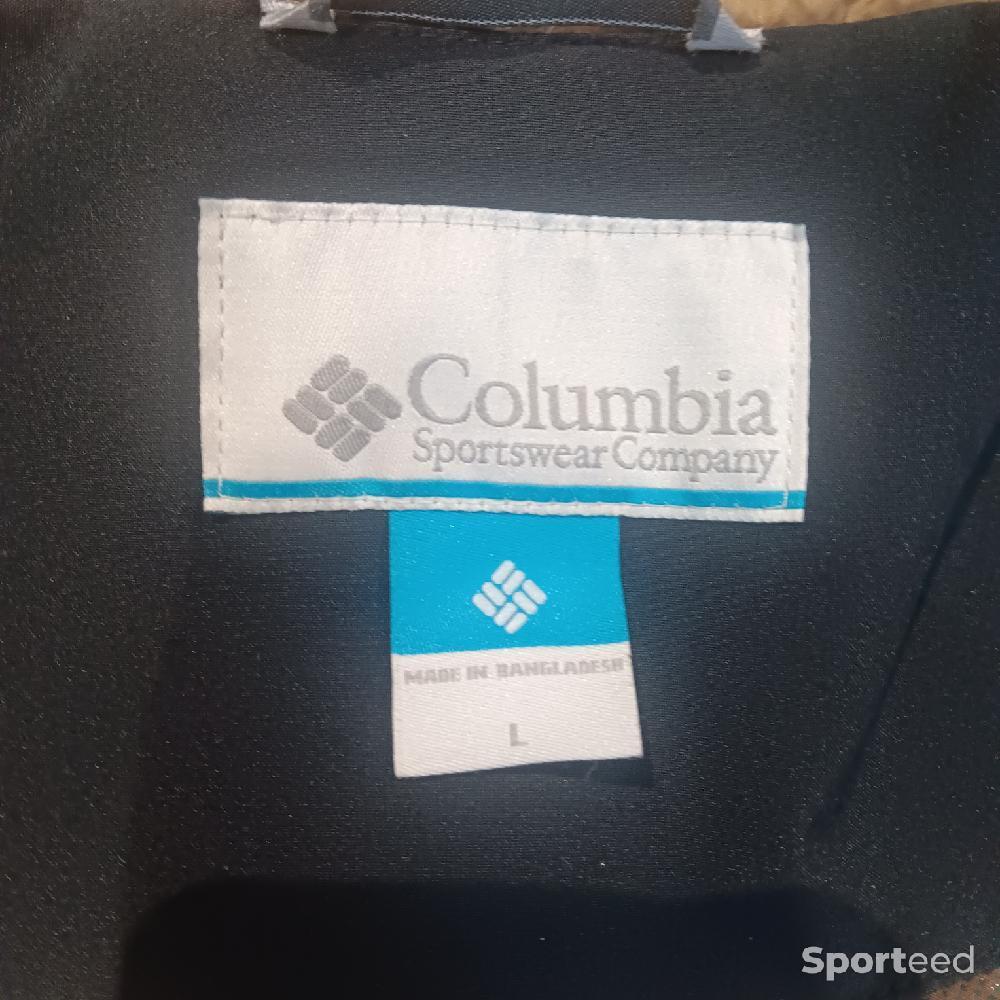 Columbia
Sportswear Company
MADE IN BANGLADESH
L
Sporteed